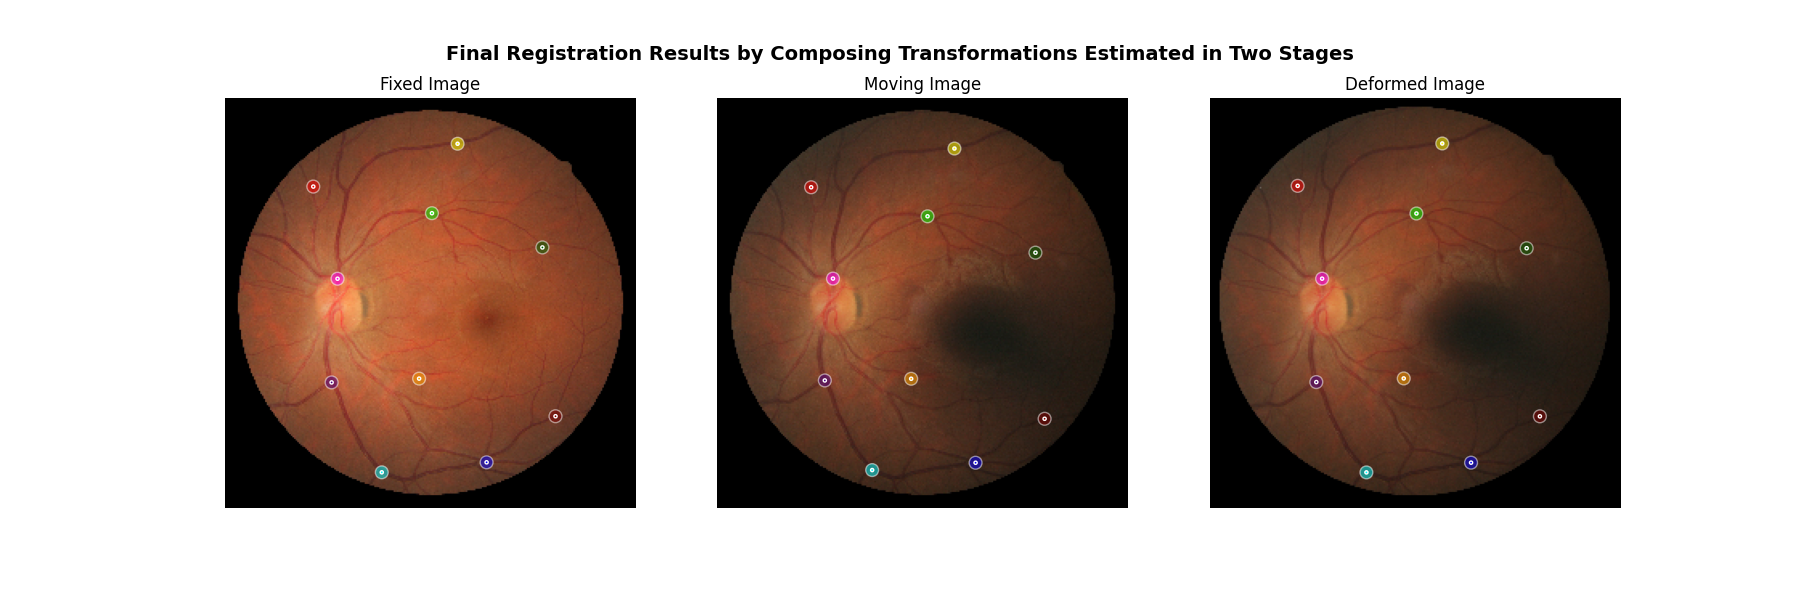 Final Registration Results by Composing Transformations Estimated in Two Stages
Fixed Image
Moving Image
Deformed Image